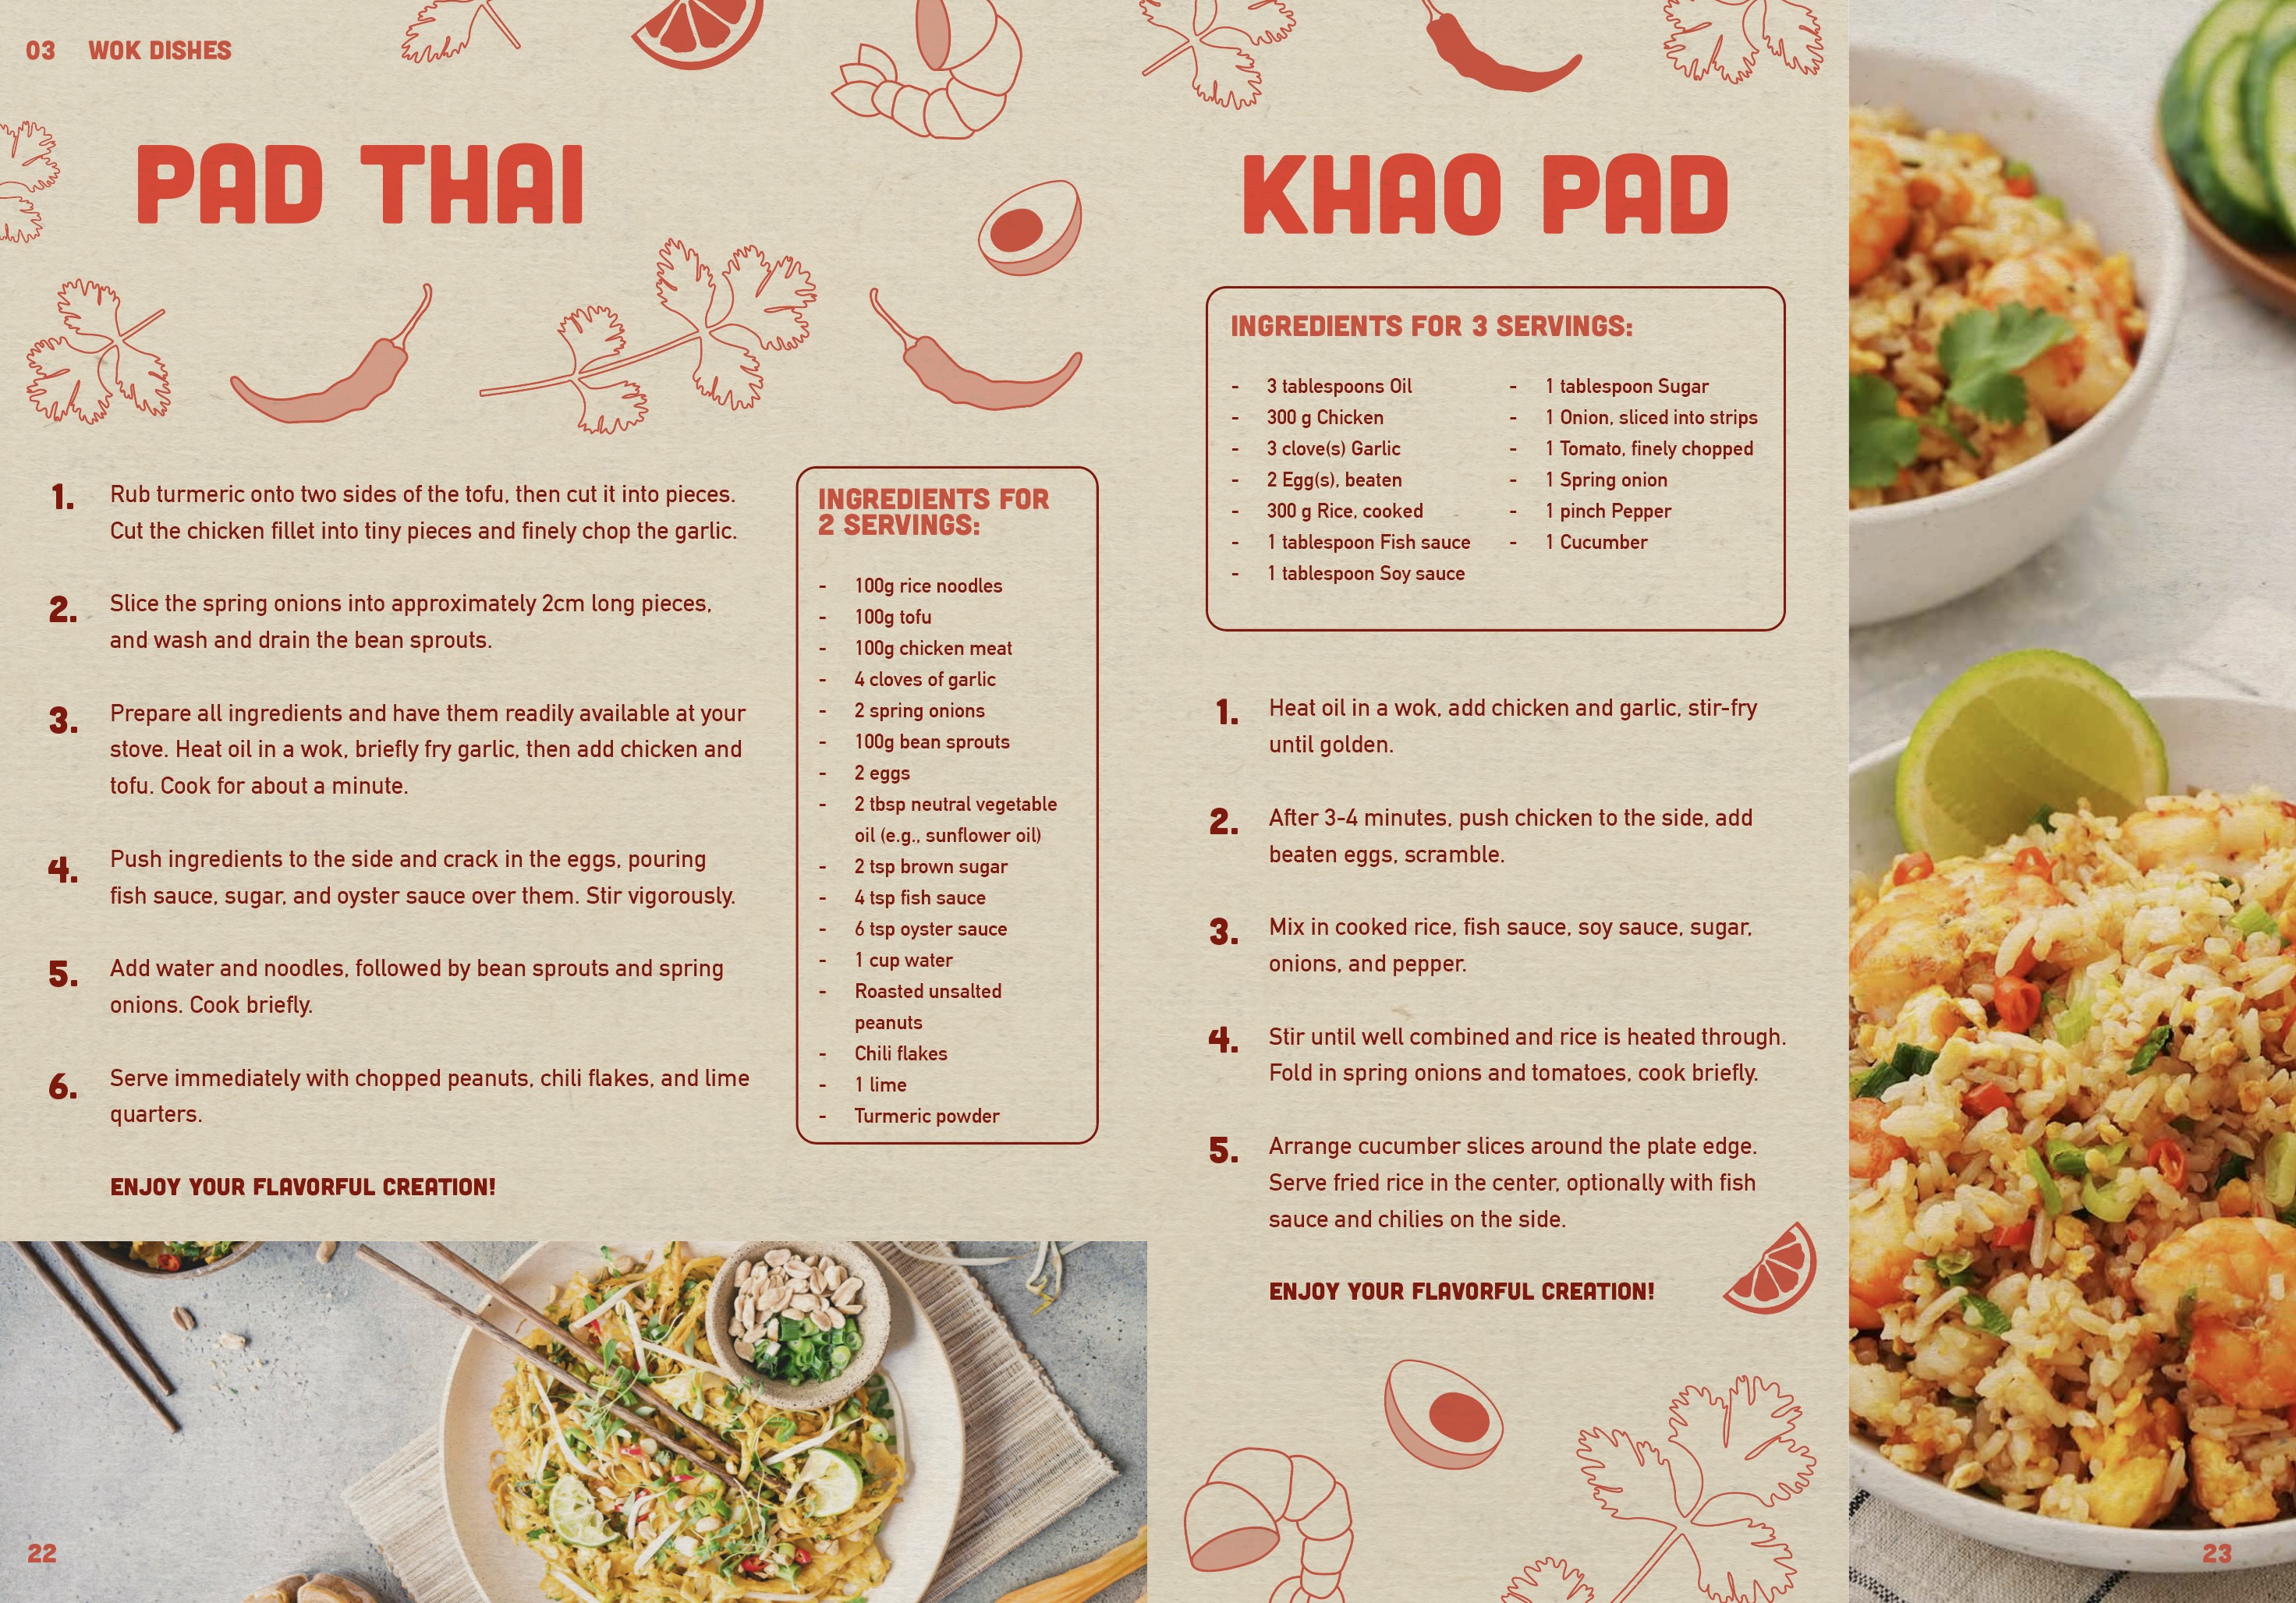 03 WOK DISHES
PAD THAI
1. Rub turmeric onto two sides of the tofu, then cut it into pieces.
Cut the chicken fillet into tiny pieces and finely chop the garlic.
2. Slice the spring onions into approximately 2cm long pieces,
and wash and drain the bean sprouts.
3. Prepare all ingredients and have them readily available at your
stove. Heat oil in a wok, briefly fry garlic, then add chicken and
tofu. Cook for about a minute.
4. Push ingredients to the side and crack in the eggs, pouring
fish sauce, sugar, and oyster sauce over them. Stir vigorously.
5. Add water and noodles, followed by bean sprouts and spring
onions. Cook briefly.
6. Serve immediately with chopped peanuts, chili flakes, and lime
quarters.
ENJOY YOUR FLAVORFUL CREATION!
INGREDIENTS FOR
2 SERVINGS:
- 100g rice noodles
- 100g tofu
- 100g chicken meat
- 4 cloves of garlic
- 2 spring onions
- 100g bean sprouts
- 2 eggs
- 2 tbsp neutral vegetable
oil (e.g., sunflower oil)
- 2 tsp brown sugar
- 4 tsp fish sauce
- 6 tsp oyster sauce
- 1 cup water
- Roasted unsalted
peanuts
- Chili flakes
- 1 lime
- Turmeric powder
22
KHAO PAD
INGREDIENTS FOR 3 SERVINGS:
- 3 tablespoons Oil
- 300 g Chicken
- 3 clove(s) Garlic
- 2 Egg(s), beaten
- 300 g Rice, cooked
- 1 tablespoon Fish sauce
- 1 tablespoon Soy sauce
- 1 tablespoon Sugar
- 1 Onion, sliced into strips
- 1 Tomato, finely chopped
- 1 Spring onion
- 1 pinch Pepper
- 1 Cucumber
1. Heat oil in a wok, add chicken and garlic, stir-fry
until golden.
2. After 3-4 minutes, push chicken to the side, add
beaten eggs, scramble.
3. Mix in cooked rice, fish sauce, soy sauce, sugar,
onions, and pepper.
4. Stir until well combined and rice is heated through.
Fold in spring onions and tomatoes, cook briefly.
5. Arrange cucumber slices around the plate edge.
Serve fried rice in the center, optionally with fish
sauce and chilies on the side.
ENJOY YOUR FLAVORFUL CREATION!
23